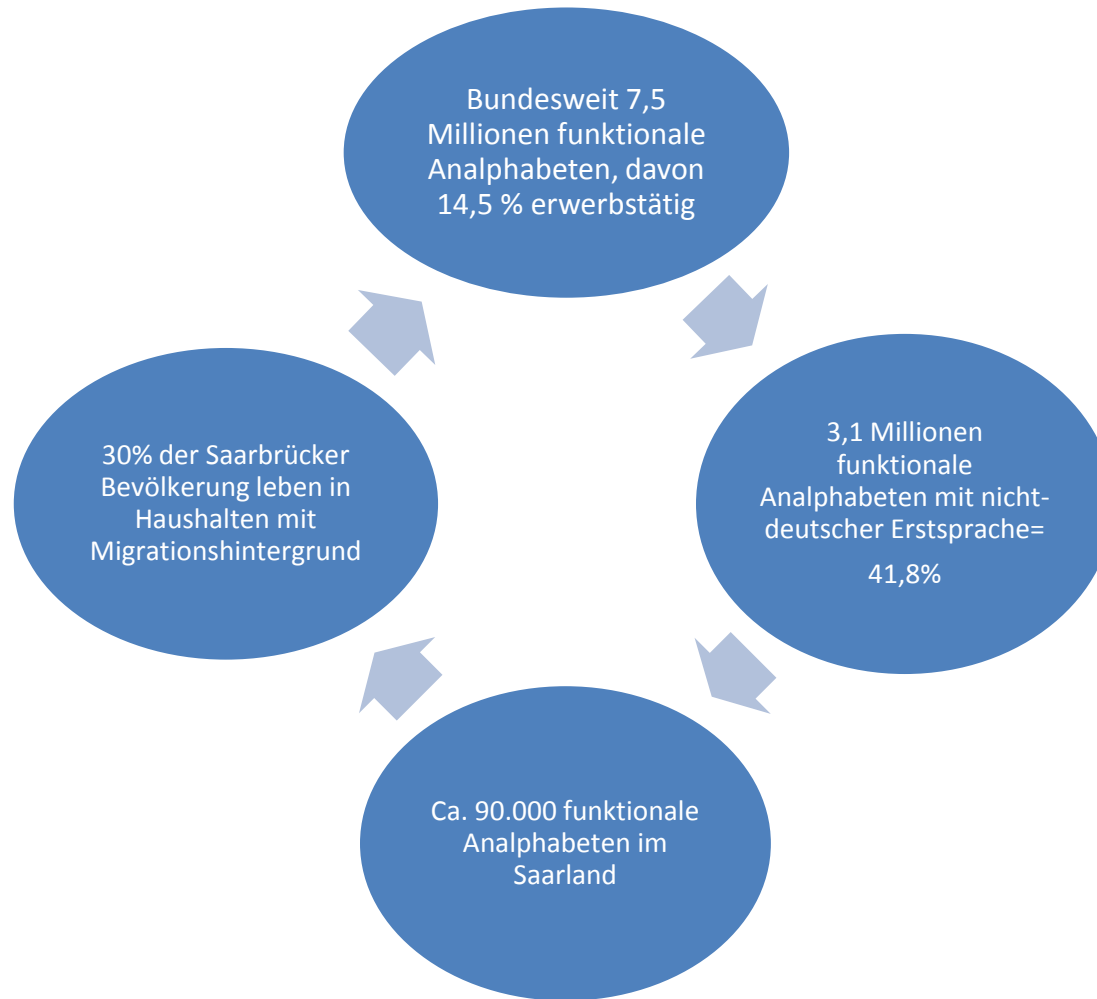 Bundesweit 7,5
Millionen funktionale
Analphabeten, davon
14,5 % erwerbstätig
3,1 Millionen
funktionale
Analphabeten mit nicht-
deutscher Erstsprache=
41,8%
Ca. 90.000 funktionale
Analphabeten im
Saarland
30% der Saarbrücker
Bevölkerung leben in
Haushalten mit
Migrationshintergrund